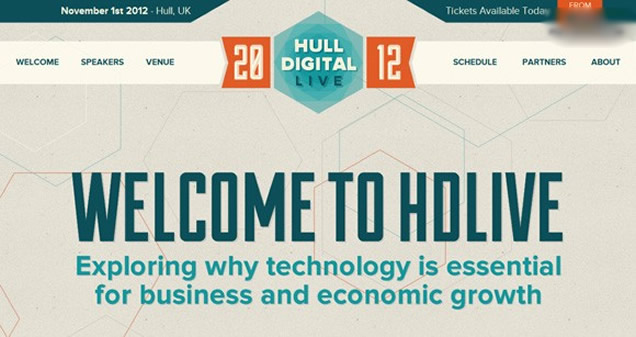 November 1st 2012 - Hull, UK
Tickets Available Today
FROM
WELCOME
SPEAKERS
VENUE
20
HULL
DIGITAL
LIVE
12
SCHEDULE
PARTNERS
ABOUT
WELCOME TO HDLIVE
Exploring why technology is essential
for business and economic growth